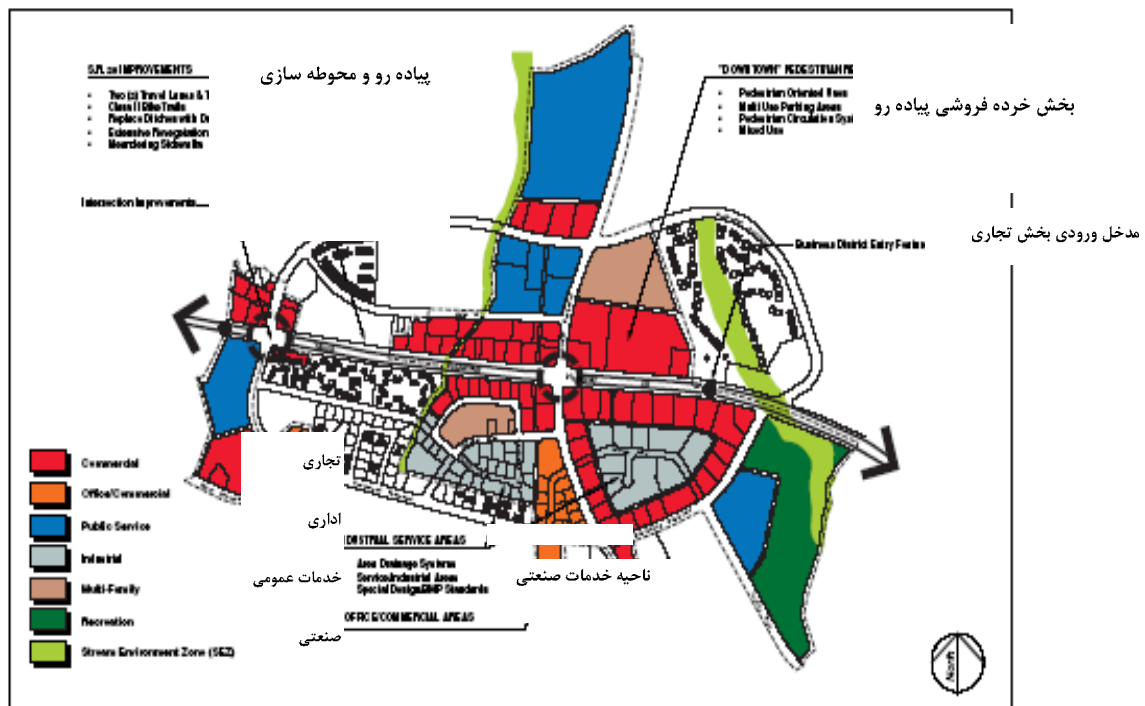 S.R. 28 IMPROVEMENTS
Two (2) Travel Lanes &
Class II Bike Trails
Replace Ditches with
Extensive Revegetation
Meandering Sidewalks
Intersection Improvements
پیاده رو و محوطه سازی
"DOWNTOWN" PEDESTRIAN
Pedestrian Oriented Uses
Multi Use Parking Areas
Pedestrian Circulation
Mixed Use
بخش خرده فروشی پیاده رو
Business District Entry Feature
مدخل ورودی بخش تجاری
Commercial
Office/Commercial
Public Service
Industrial
Multi-Family
Recreation
Stream Environment Zone (SEZ)
تجاری
اداری
خدمات عمومی
صنعتی
NDUSTRIAL SERVICE AREAS
Area Drainage Systems
Service/Industrial Areas
Special Design/BMP Standards
OFFICE/COMMERCIAL AREAS
ناحیه خدمات صنعتی
North